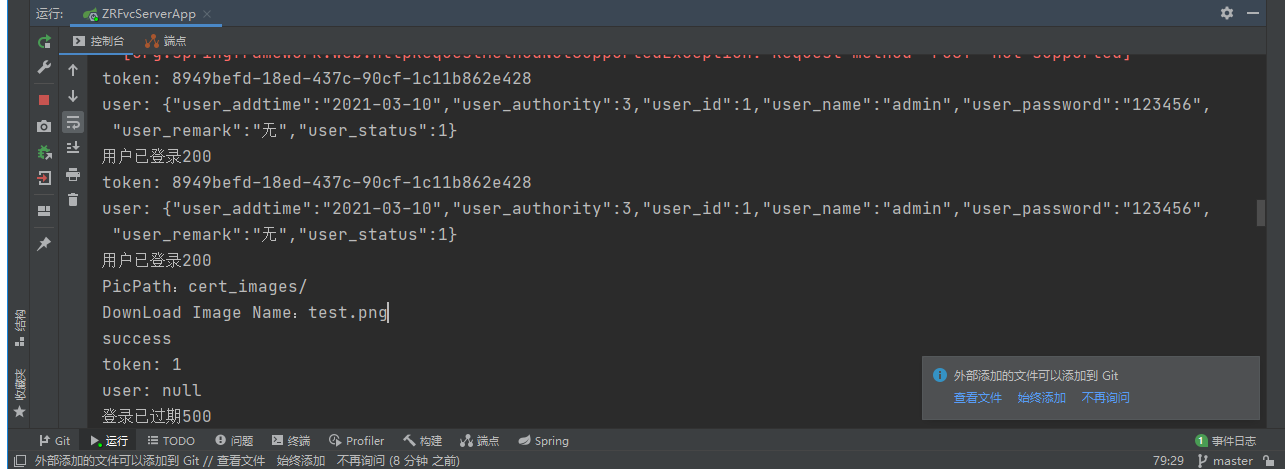 运行: ZRFvcServerApp
控制台 端点
[org.springframework.web.HttpRequestMethodNotSupportedException: Request method 'POST' not supported]
token: 8949befd-18ed-437c-90cf-1c11b862e428
user: {"user_addtime":"2021-03-10","user_authority":3,"user_id":1,"user_name":"admin","user_password":"123456",
"user_remark":"无","user_status":1}
用户已登录200
token: 8949befd-18ed-437c-90cf-1c11b862e428
user: {"user_addtime":"2021-03-10","user_authority":3,"user_id":1,"user_name":"admin","user_password":"123456",
"user_remark":"无","user_status":1}
用户已登录200
PicPath：cert_images/
DownLoad Image Name：test.png
success
token: 1
user: null
登录已过期500
结构
收藏夹
外部添加的文件可以添加到 Git
查看文件 始终添加 不再询问
Git 运行 TODO 问题 终端 Profiler 构建 端点 Spring 1 事件日志
外部添加的文件可以添加到 Git // 查看文件 始终添加 不再询问 (8 分钟 之前) 79:29 master